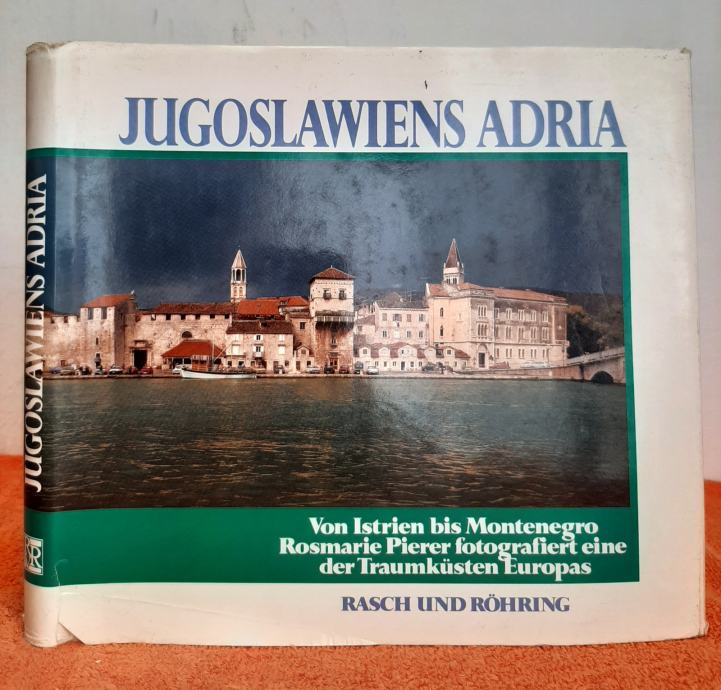 JUGOSLAWIENS ADRIA
JUGOSLAWIENS ADRIA
Von Istrien bis Montenegro
Rosmarie Pierer fotografiert eine
der Traumküsten Europas
RASCH UND RÖHRING